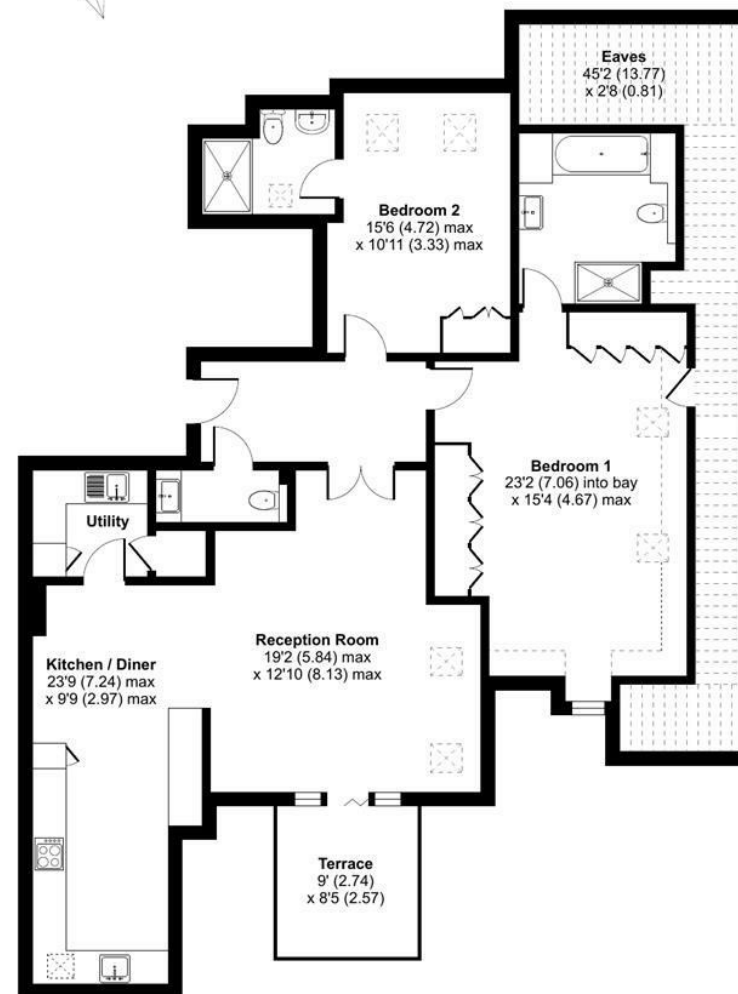 Eaves
45'2 (13.77)
x 2'8 (0.81)
Bedroom 2
15'6 (4.72) max
x 10'11 (3.33) max
Bedroom 1
23'2 (7.06) into bay
x 15'4 (4.67) max
Utility
Reception Room
19'2 (5.84) max
x 12'10 (8.13) max
Kitchen / Diner
23'9 (7.24) max
x 9'9 (2.97) max
Terrace
9' (2.74)
x 8'5 (2.57)